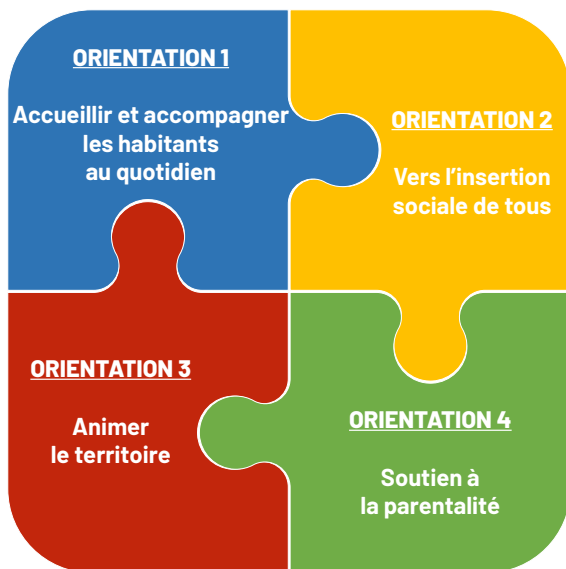 ORIENTATION 1
Accueillir et accompagner
les habitants
au quotidien
ORIENTATION 2
Vers l’insertion
sociale de tous
ORIENTATION 3
Animer
le territoire
ORIENTATION 4
Soutien à
la parentalité